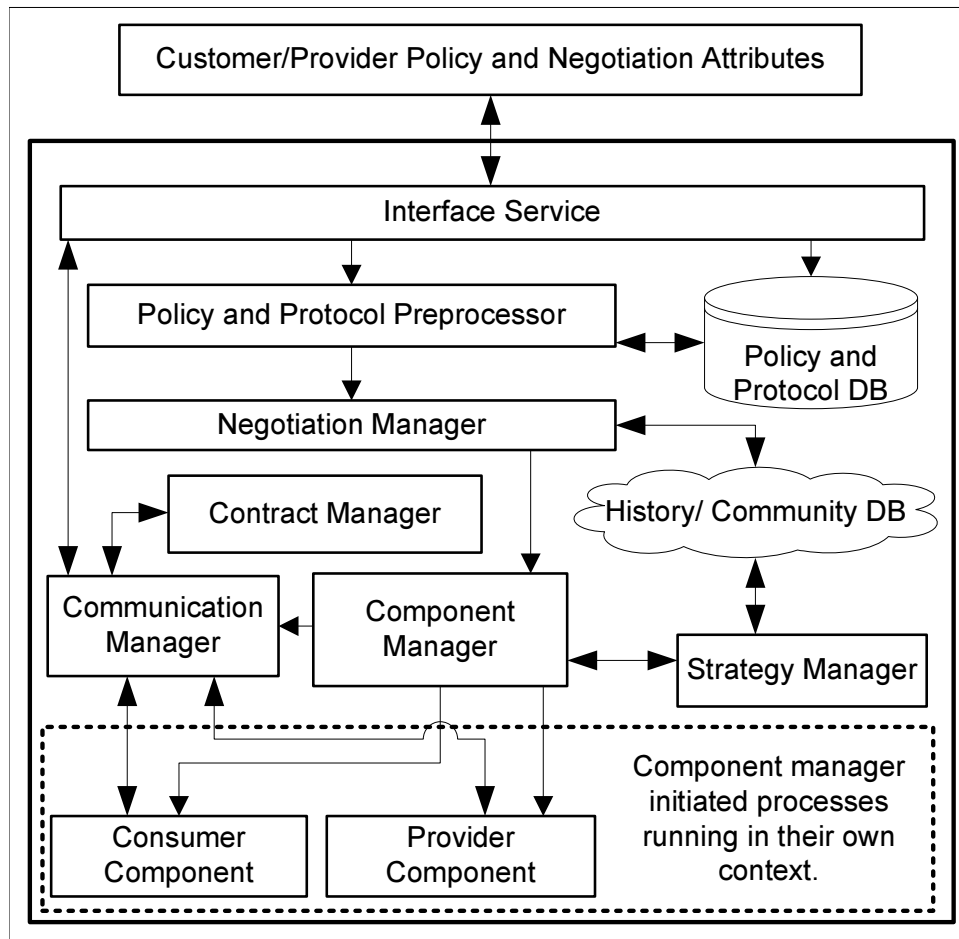 Customer/Provider Policy and Negotiation Attributes
Interface Service
Policy and Protocol Preprocessor
Policy and
Protocol DB
Negotiation Manager
History/ Community DB
Contract Manager
Communication
Manager
Component
Manager
Strategy Manager
Component manager
initiated processes
running in their own
context.
Consumer
Component
Provider
Component